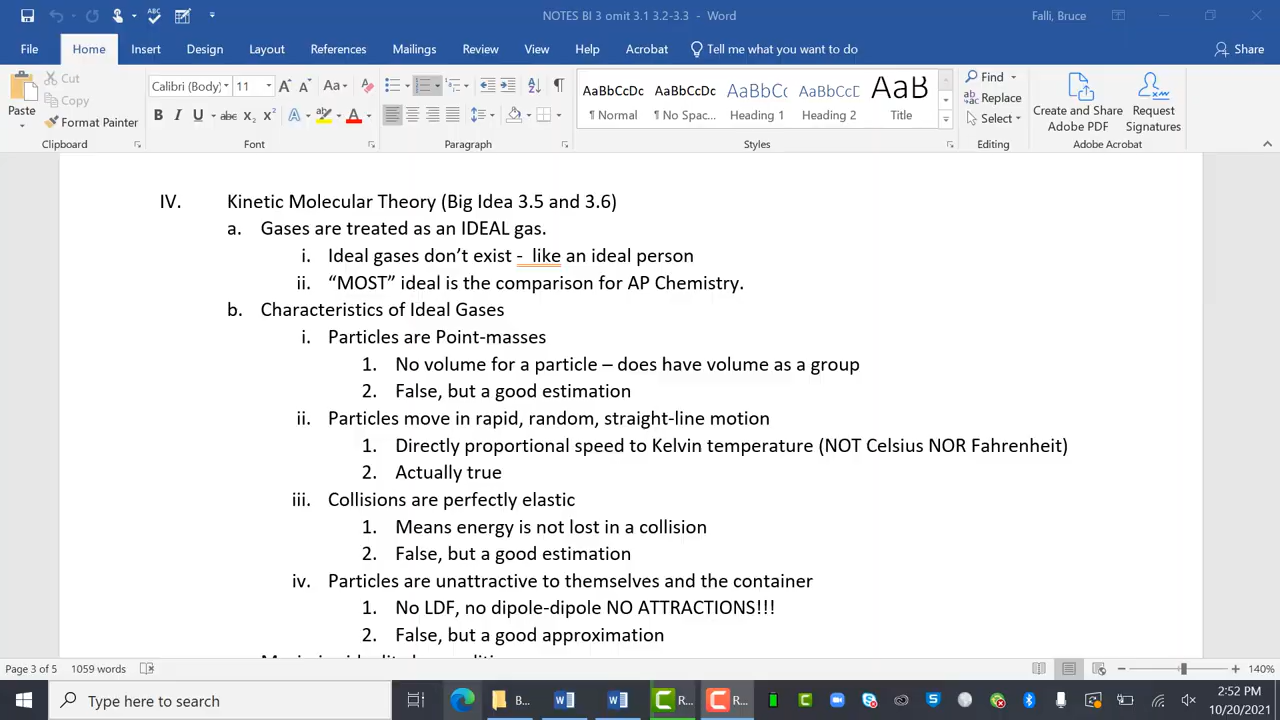 NOTES BI 3 omit 3.1 3.2-3.3 - Word
Falli, Bruce
File Home Insert Design Layout References Mailings Review View Help Acrobat Tell me what you want to do Share
Paste
Cut
Copy
Format Painter
Clipboard
Calibri (Body) 11
Font
Paragraph
AaBbCcDc AaBbCcDc AaBbCc AaBbCcD AaB
¶ Normal ¶ No Spac... Heading 1 Heading 2 Title
Styles
Find
Replace
Select
Editing
Create and Share Adobe PDF
Request Signatures
Adobe Acrobat
IV. Kinetic Molecular Theory (Big Idea 3.5 and 3.6)
a. Gases are treated as an IDEAL gas.
i. Ideal gases don’t exist - like an ideal person
ii. “MOST” ideal is the comparison for AP Chemistry.
b. Characteristics of Ideal Gases
i. Particles are Point-masses
1. No volume for a particle – does have volume as a group
2. False, but a good estimation
ii. Particles move in rapid, random, straight-line motion
1. Directly proportional speed to Kelvin temperature (NOT Celsius NOR Fahrenheit)
2. Actually true
iii. Collisions are perfectly elastic
1. Means energy is not lost in a collision
2. False, but a good estimation
iv. Particles are unattractive to themselves and the container
1. No LDF, no dipole-dipole NO ATTRACTIONS!!!
2. False, but a good approximation
Page 3 of 5 1059 words 140%
Type here to search
B... R... R...
2:52 PM
10/20/2021